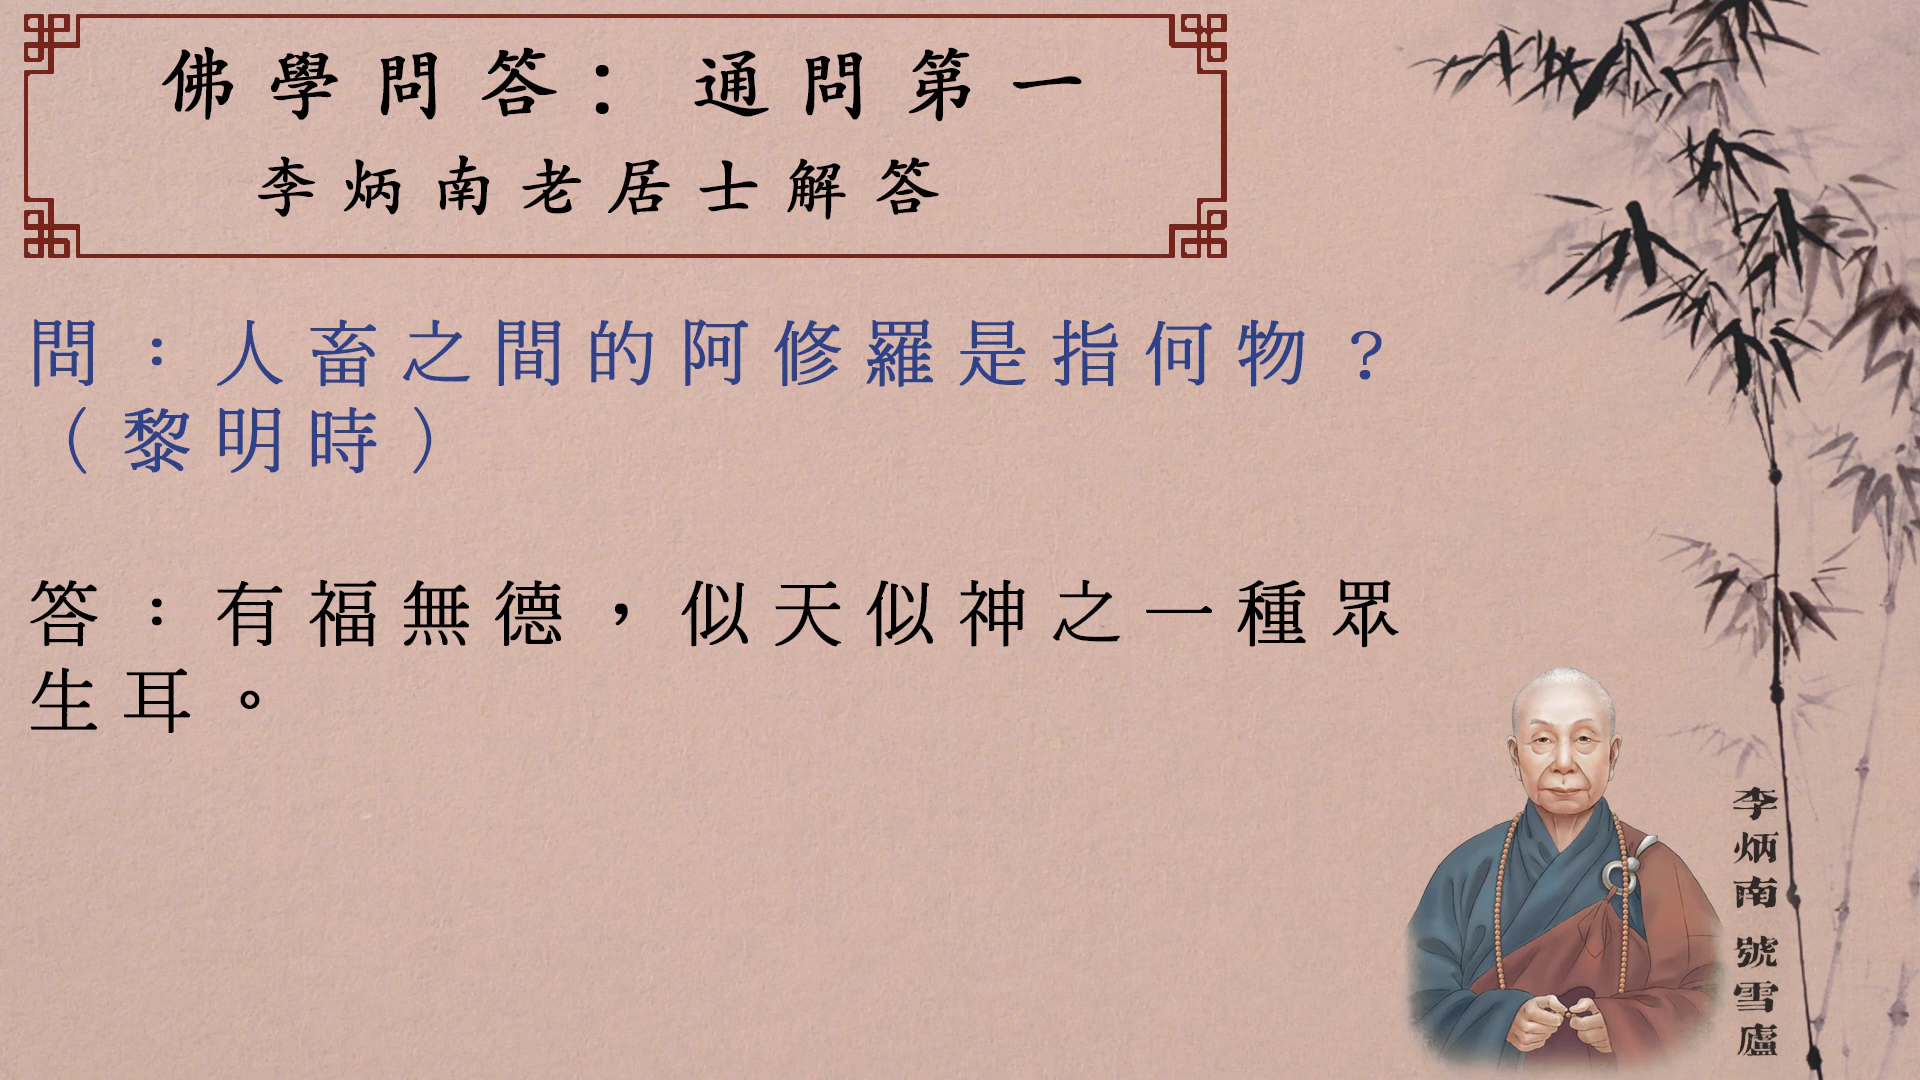 佛學問答：通問第一
李炳南老居士解答
問：人畜之間的阿修羅是指何物？
（黎明時）
答：有福無德，似天似神之一種眾
生耳。
李炳南 號雪廬